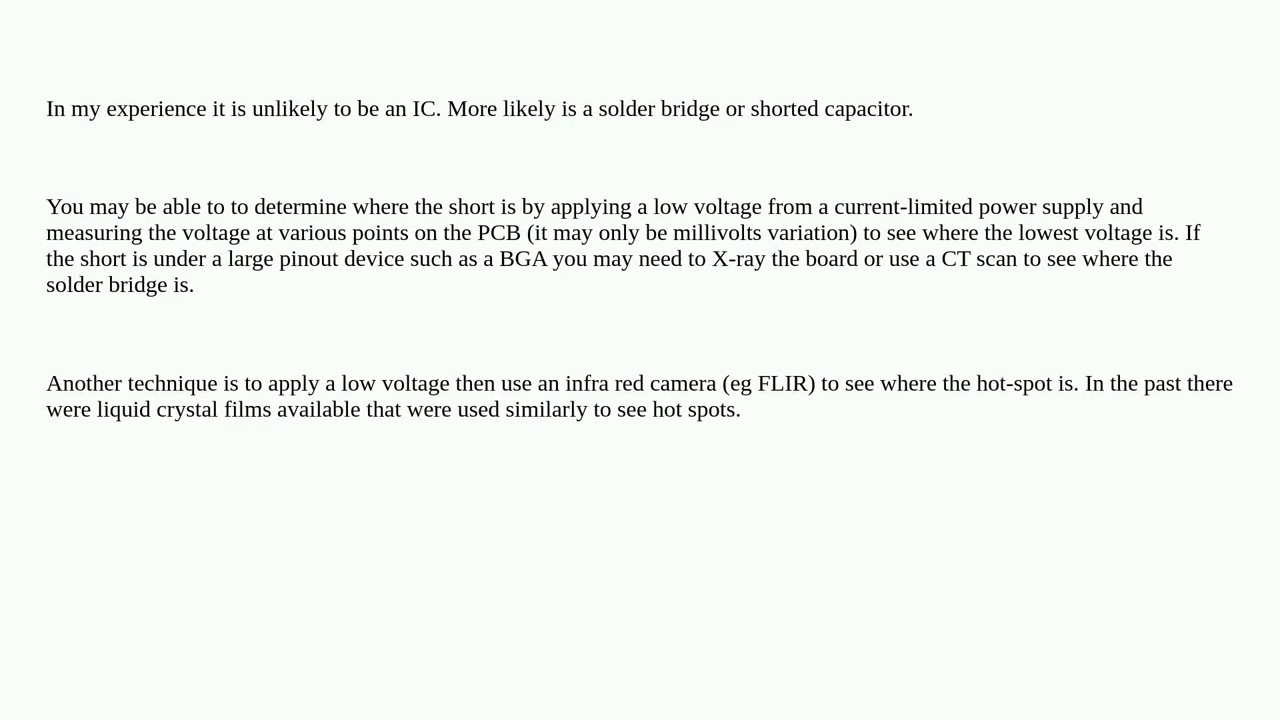 In my experience it is unlikely to be an IC. More likely is a solder bridge or shorted capacitor.
You may be able to to determine where the short is by applying a low voltage from a current-limited power supply and
measuring the voltage at various points on the PCB (it may only be millivolts variation) to see where the lowest voltage is. If
the short is under a large pinout device such as a BGA you may need to X-ray the board or use a CT scan to see where the
solder bridge is.
Another technique is to apply a low voltage then use an infra red camera (eg FLIR) to see where the hot-spot is. In the past there
were liquid crystal films available that were used similarly to see hot spots.